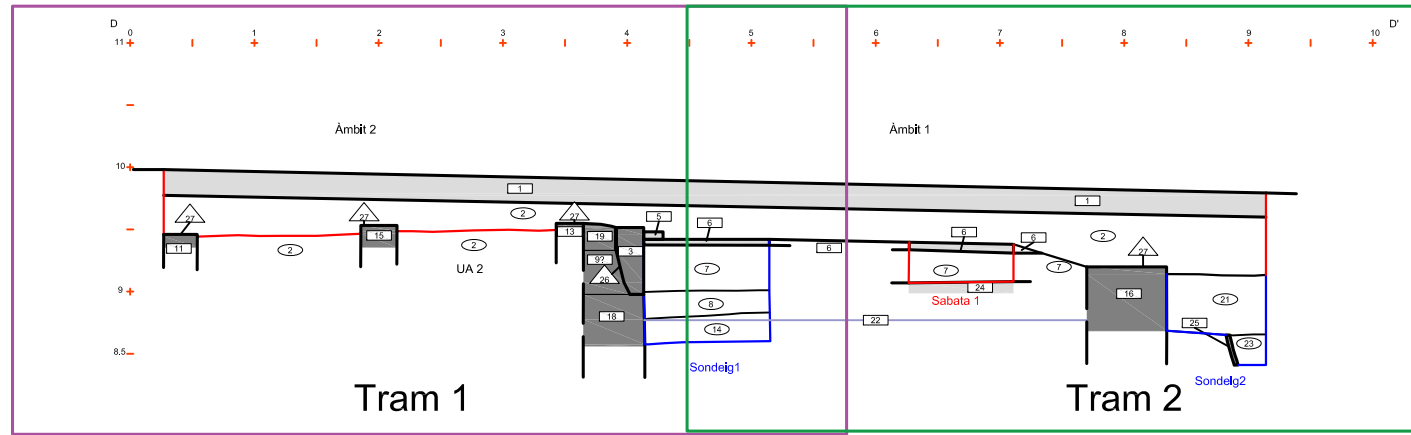 D D'
0 1 2 3 4 5 6 7 8 9 10
11
Àmbit 2 Àmbit 1
10
1 1
27 27 27 2 5 6 6 6 2 27
11 2 15 2 13 19 3 6 7
UA 2 9? 26 7 7
9 24 16 21
Sabata 1
8
18 14 22 25 23
8.5
Sondeig1 Sondeig2
Tram 1 Tram 2